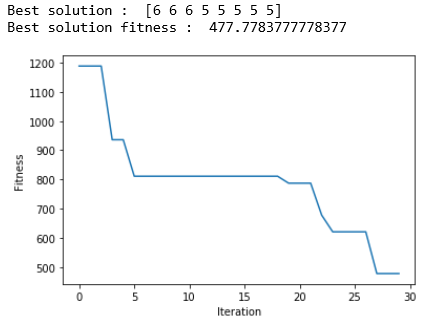 Best solution :  [6 6 6 5 5 5 5 5 5]
Best solution fitness :  477.7783777778377
1200
1100
1000
900
800
700
600
500
Fitness
0 5 10 15 20 25 30
Iteration